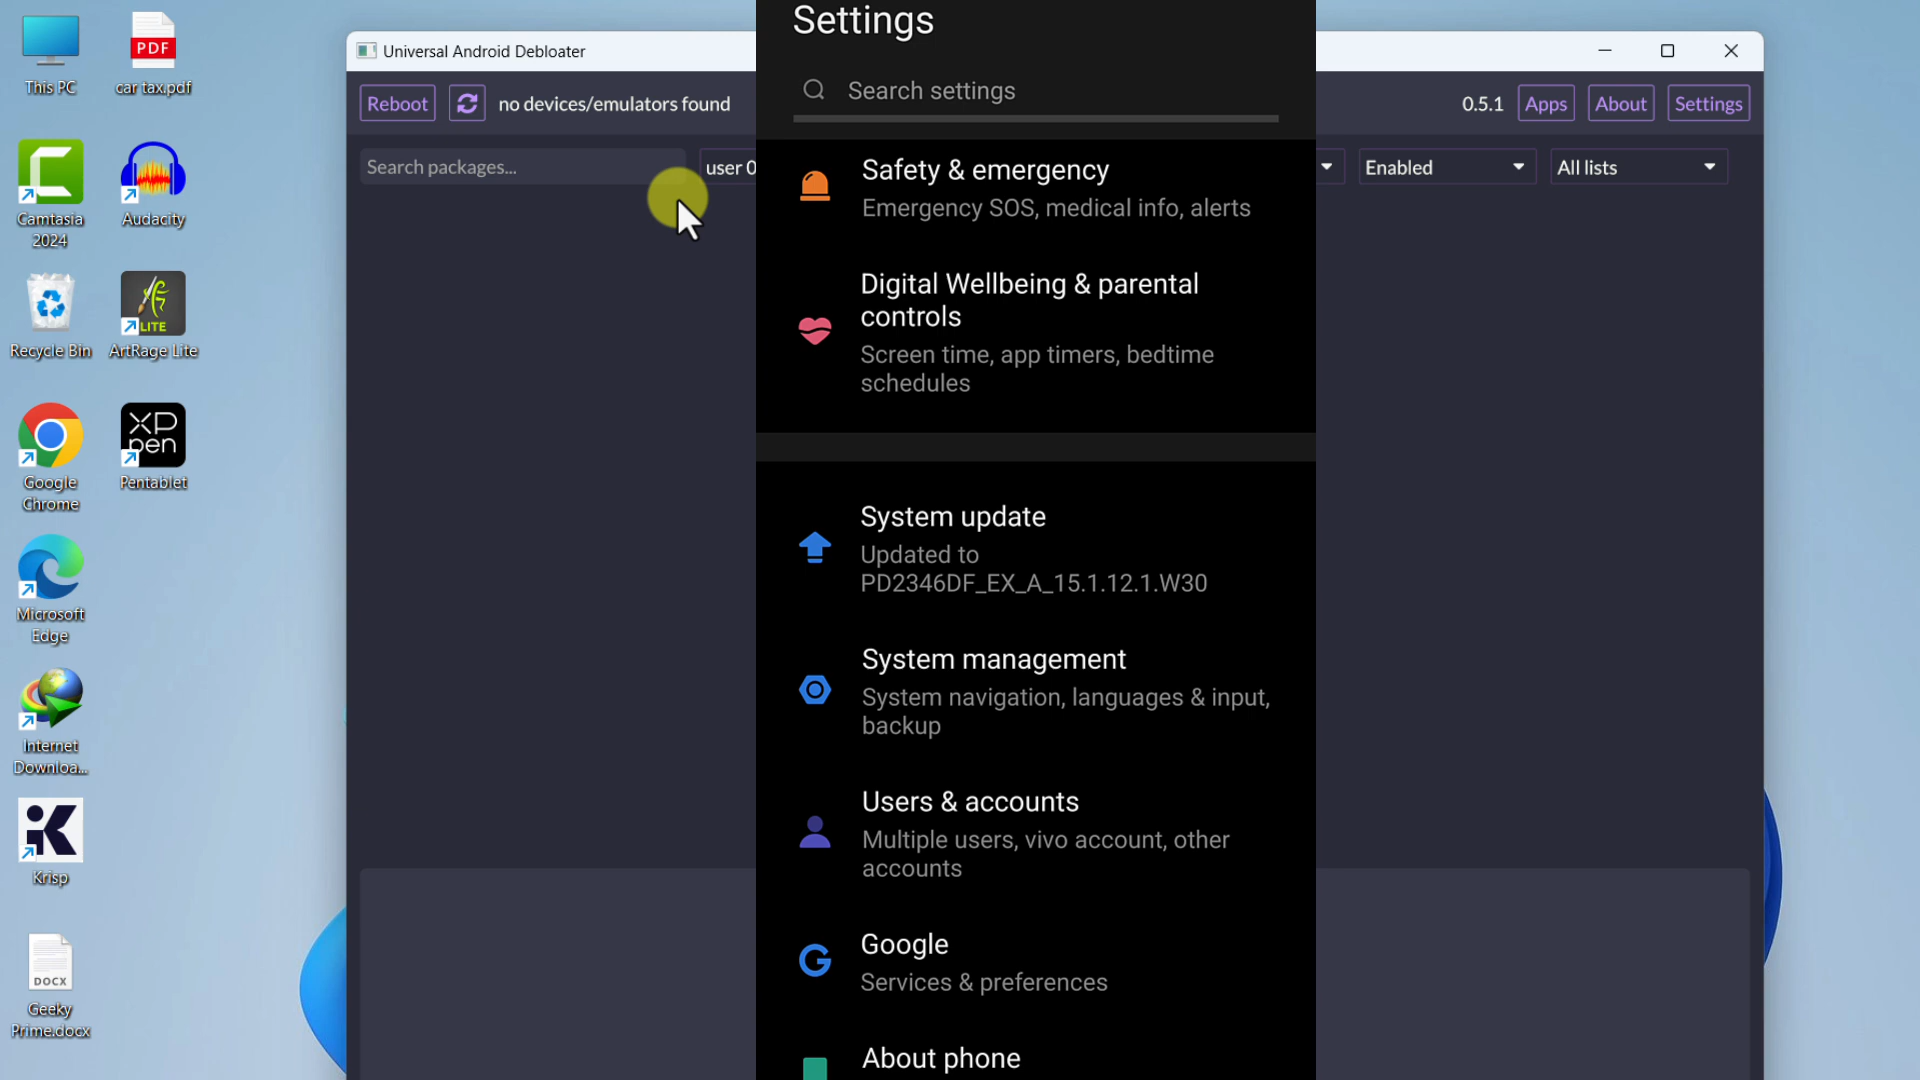 This PC
PDF
car tax.pdf
Camtasia
2024
Audacity
Recycle Bin
LITE
ArtRage Lite
Google
Chrome
XP
pen
Pentablet
Microsoft
Edge
Internet
Downloa...
Krisp
DOCX
Geeky
Prime.docx
Universal Android Debloater
Reboot
no devices/emulators found
0.5.1
Apps
About
Settings
Search packages...
user 0
Enabled
All lists
Settings
Search settings
Safety & emergency
Emergency SOS, medical info, alerts
Digital Wellbeing & parental
controls
Screen time, app timers, bedtime
schedules
System update
Updated to
PD2346DF_EX_A_15.1.12.1.W30
System management
System navigation, languages & input,
backup
Users & accounts
Multiple users, vivo account, other
accounts
Google
Services & preferences
About phone